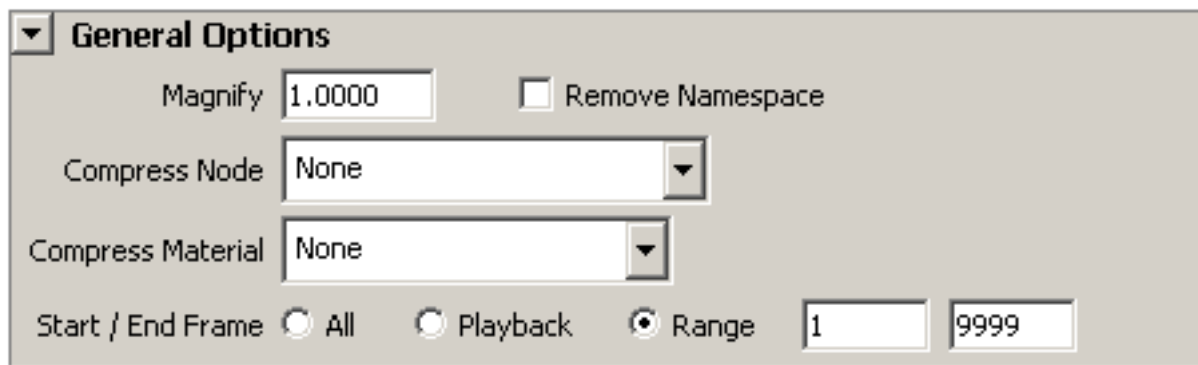 General Options
Magnify 1.0000 Remove Namespace
Compress Node None
Compress Material None
Start / End Frame All Playback Range 1 9999